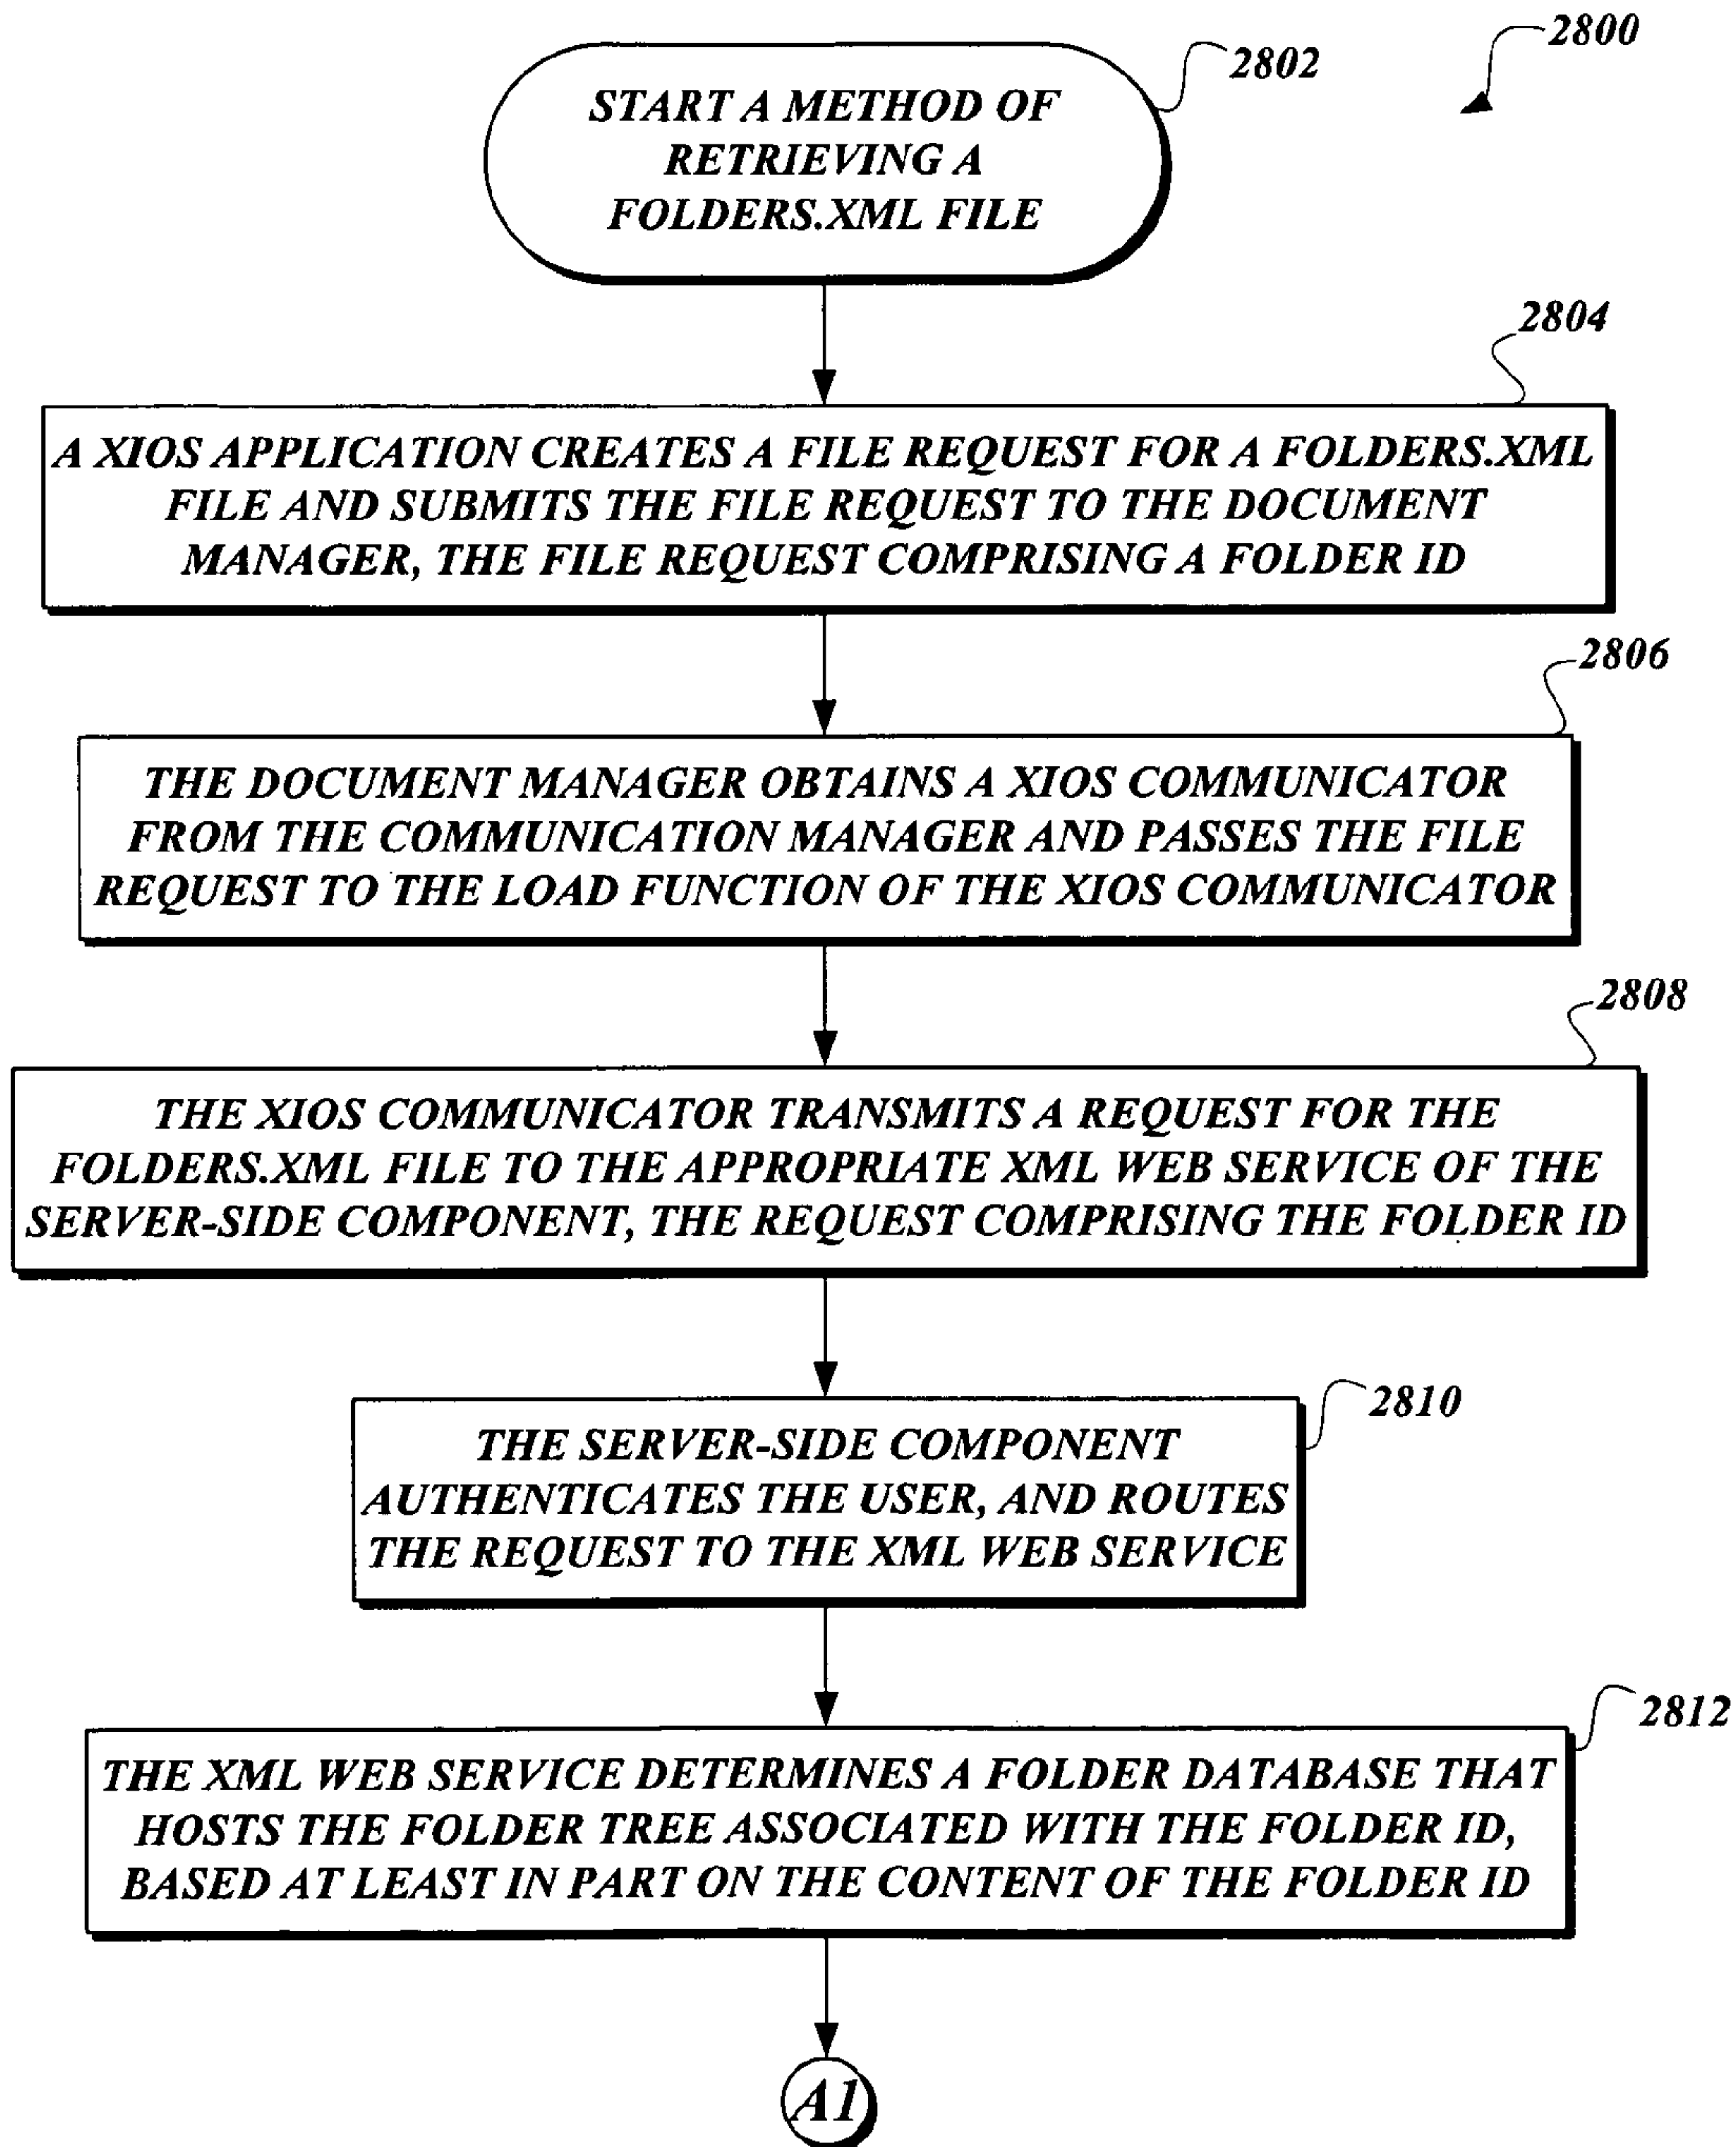 2800
2802
START A METHOD OF
RETRIEVING A
FOLDERS.XML FILE
2804
A XIOS APPLICATION CREATES A FILE REQUEST FOR A FOLDERS.XML
FILE AND SUBMITS THE FILE REQUEST TO THE DOCUMENT
MANAGER, THE FILE REQUEST COMPRISING A FOLDER ID
2806
THE DOCUMENT MANAGER OBTAINS A XIOS COMMUNICATOR
FROM THE COMMUNICATION MANAGER AND PASSES THE FILE
REQUEST TO THE LOAD FUNCTION OF THE XIOS COMMUNICATOR
2808
THE XIOS COMMUNICATOR TRANSMITS A REQUEST FOR THE
FOLDERS.XML FILE TO THE APPROPRIATE XML WEB SERVICE OF THE
SERVER-SIDE COMPONENT, THE REQUEST COMPRISING THE FOLDER ID
2810
THE SERVER-SIDE COMPONENT
AUTHENTICATES THE USER, AND ROUTES
THE REQUEST TO THE XML WEB SERVICE
2812
THE XML WEB SERVICE DETERMINES A FOLDER DATABASE THAT
HOSTS THE FOLDER TREE ASSOCIATED WITH THE FOLDER ID,
BASED AT LEAST IN PART ON THE CONTENT OF THE FOLDER ID
A1